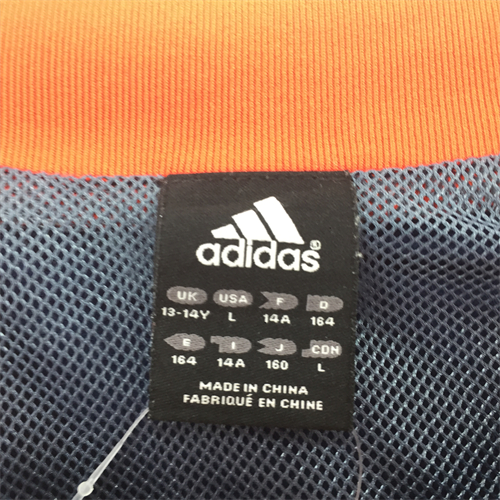 adidas
UK USA F D
13-14Y L 14A 164
E I J CDN
164 14A 160 L
MADE IN CHINA
FABRIQUÉ EN CHINE